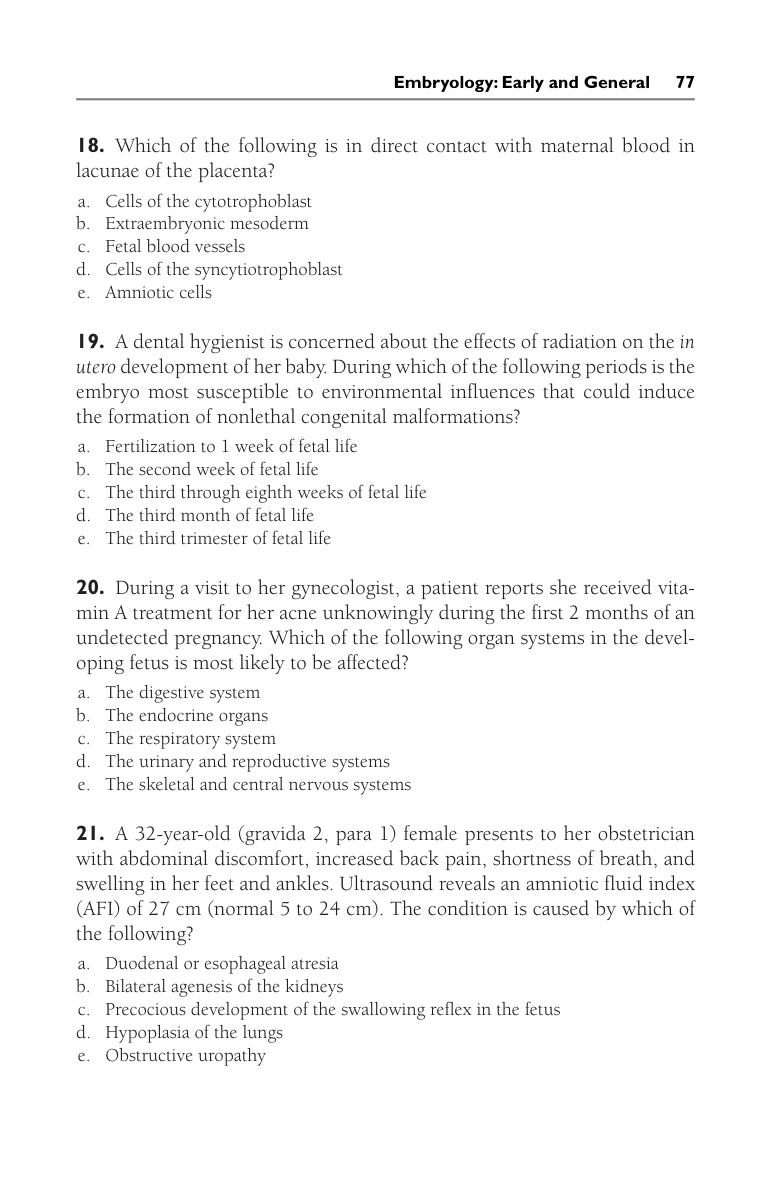 Embryology: Early and General 77
18. Which of the following is in direct contact with maternal blood in
lacunae of the placenta?
a. Cells of the cytotrophoblast
b. Extraembryonic mesoderm
c. Fetal blood vessels
d. Cells of the syncytiotrophoblast
e. Amniotic cells
19. A dental hygienist is concerned about the effects of radiation on the in
utero development of her baby. During which of the following periods is the
embryo most susceptible to environmental influences that could induce
the formation of nonlethal congenital malformations?
a. Fertilization to 1 week of fetal life
b. The second week of fetal life
c. The third through eighth weeks of fetal life
d. The third month of fetal life
e. The third trimester of fetal life
20. During a visit to her gynecologist, a patient reports she received vita-
min A treatment for her acne unknowingly during the first 2 months of an
undetected pregnancy. Which of the following organ systems in the devel-
oping fetus is most likely to be affected?
a. The digestive system
b. The endocrine organs
c. The respiratory system
d. The urinary and reproductive systems
e. The skeletal and central nervous systems
21. A 32-year-old (gravida 2, para 1) female presents to her obstetrician
with abdominal discomfort, increased back pain, shortness of breath, and
swelling in her feet and ankles. Ultrasound reveals an amniotic fluid index
(AFI) of 27 cm (normal 5 to 24 cm). The condition is caused by which of
the following?
a. Duodenal or esophageal atresia
b. Bilateral agenesis of the kidneys
c. Precocious development of the swallowing reflex in the fetus
d. Hypoplasia of the lungs
e. Obstructive uropathy